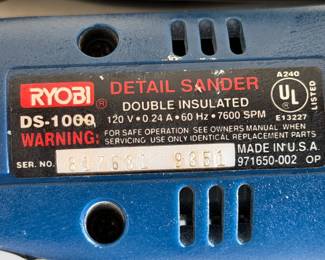 A240
RYOBI ®
DETAIL SANDER
DOUBLE INSULATED
UL ®
LISTED
E13227
DS-1000 120 V • 0.24 A • 60 Hz • 7600 SPM
WARNING: FOR SAFE OPERATION SEE OWNERS MANUAL WHEN
SERVICING, USE ONLY IDENTICAL REPLACEMENT PARTS
SER. NO. 9351 MADE IN U.S.A.
971650-002 OP